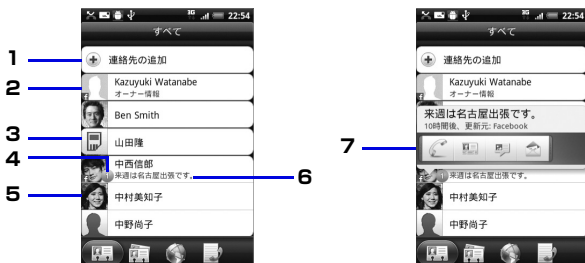 3G 22:54
すべて
1
連絡先の追加
2
Kazuyuki Watanabe
オーナー情報
Ben Smith
3
山田隆
4
中西信郎
来週は名古屋出張です。
6
5
中村美知子
中野尚子
3G 22:54
すべて
連絡先の追加
Kazuyuki Watanabe
オーナー情報
来週は名古屋出張です。
10時間後、更新元: Facebook
7
来週は名古屋出張です。
中村美知子
中野尚子